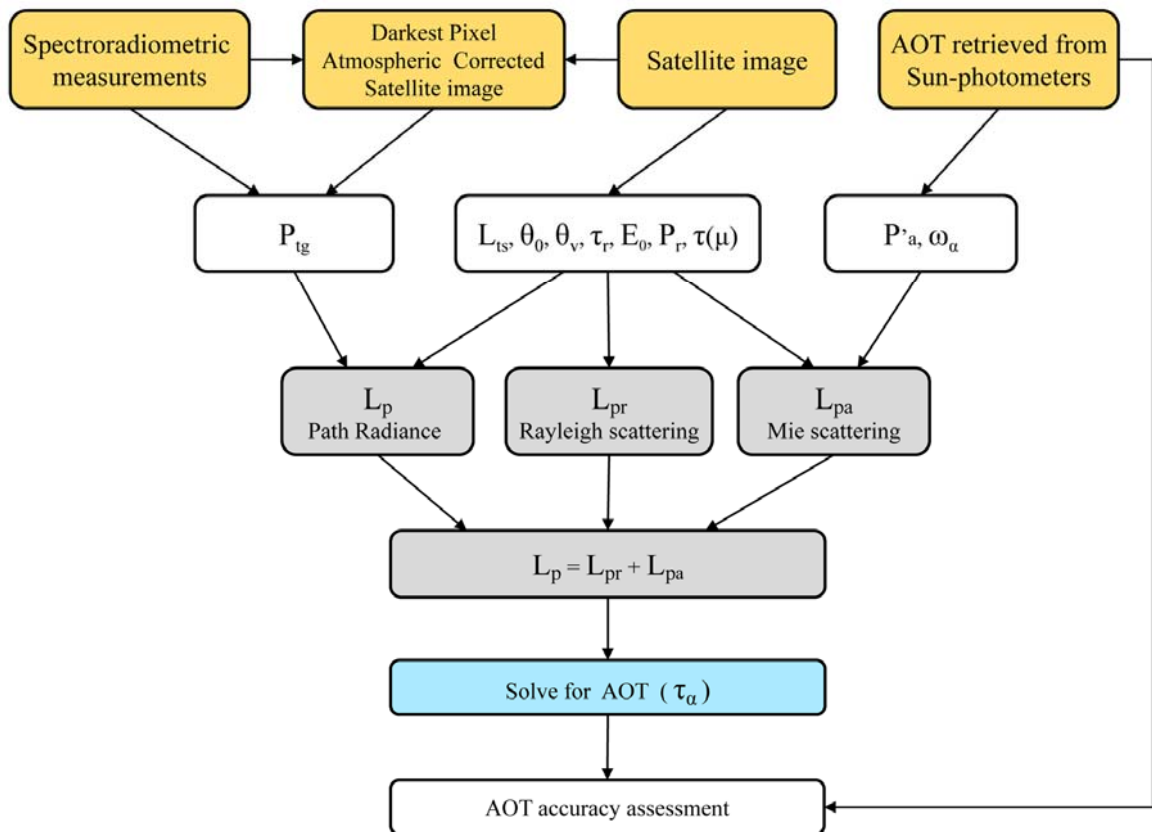 Spectroradiometric
measurements
Darkest Pixel
Atmospheric Corrected
Satellite image
Satellite image
AOT retrieved from
Sun-photometers
P_tg
L_ts, θ_0, θ_v, τ_r, E_0, P_r, τ(μ)
P'_a, ω_α
L_p
Path Radiance
L_pr
Rayleigh scattering
L_pa
Mie scattering
L_p = L_pr + L_pa
Solve for AOT ( τ_α )
AOT accuracy assessment